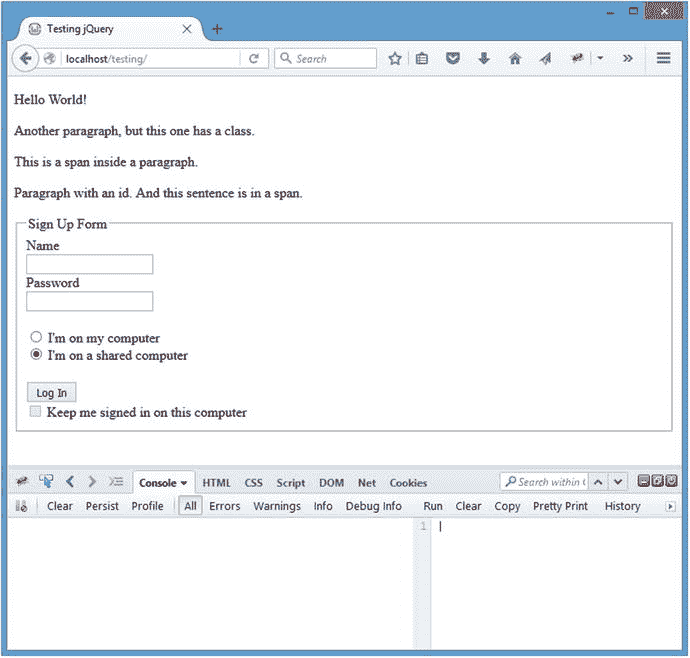 Testing jQuery
localhost/testing/
Search
Hello World!
Another paragraph, but this one has a class.
This is a span inside a paragraph.
Paragraph with an id. And this sentence is in a span.
Sign Up Form
Name
Password
I'm on my computer
I'm on a shared computer
Log In
Keep me signed in on this computer
Console HTML CSS Script DOM Net Cookies Search within
Clear Persist Profile All Errors Warnings Info Debug Info Run Clear Copy Pretty Print History
1